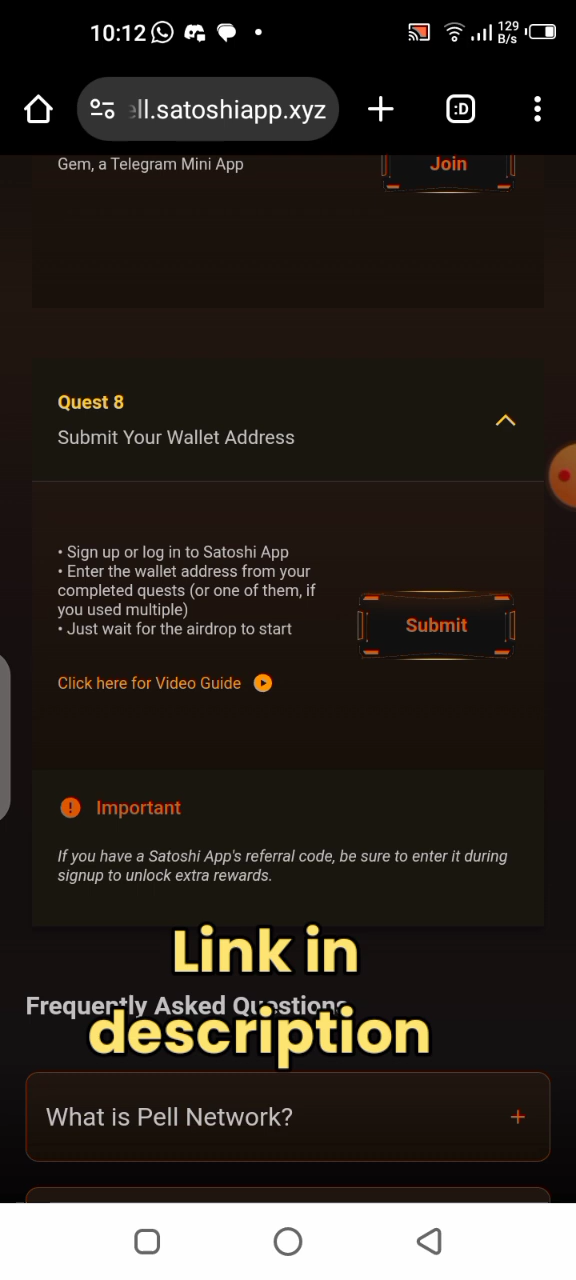 10:12
129
B/s
ell.satoshiapp.xyz
:D
Gem, a Telegram Mini App
Join
Quest 8
Submit Your Wallet Address
• Sign up or log in to Satoshi App
• Enter the wallet address from your
completed quests (or one of them, if
you used multiple)
• Just wait for the airdrop to start
Submit
Click here for Video Guide
! Important
If you have a Satoshi App's referral code, be sure to enter it during
signup to unlock extra rewards.
Link in
Frequently Asked Questions
description
What is Pell Network?
+